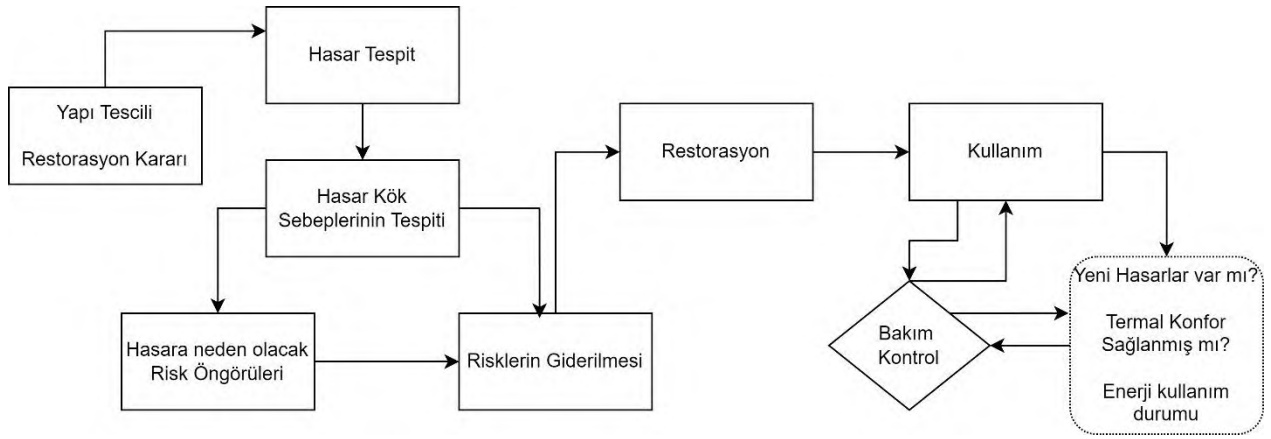 Yapı Tescili
Restorasyon Kararı
Hasar Tespit
Hasar Kök
Sebeplerinin Tespiti
Hasara neden olacak
Risk Öngörüleri
Risklerin Giderilmesi
Restorasyon
Kullanım
Bakım
Kontrol
Yeni Hasarlar var mı?
Termal Konfor
Sağlanmış mı?
Enerji kullanım
durumu